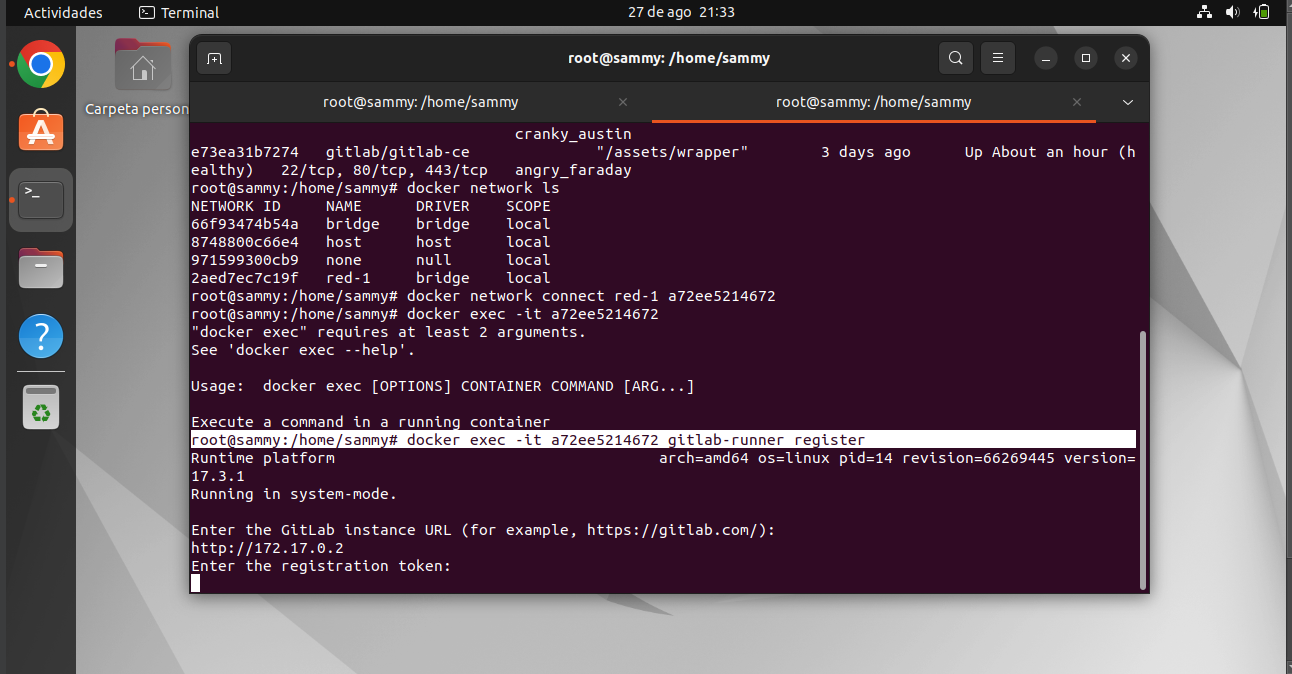 Actividades Terminal 27 de ago 21:33
root@sammy: /home/sammy
root@sammy: /home/sammy root@sammy: /home/sammy
Carpeta person
cranky_austin
e73ea31b7274 gitlab/gitlab-ce "/assets/wrapper" 3 days ago Up About an hour (h
ealthy) 22/tcp, 80/tcp, 443/tcp angry_faraday
root@sammy:/home/sammy# docker network ls
NETWORK ID NAME DRIVER SCOPE
66f93474b54a bridge bridge local
8748800c66e4 host host local
971599300cb9 none null local
2aed7ec7c19f red-1 bridge local
root@sammy:/home/sammy# docker network connect red-1 a72ee5214672
root@sammy:/home/sammy# docker exec -it a72ee5214672
"docker exec" requires at least 2 arguments.
See 'docker exec --help'.
Usage: docker exec [OPTIONS] CONTAINER COMMAND [ARG...]
Execute a command in a running container
root@sammy:/home/sammy# docker exec -it a72ee5214672 gitlab-runner register
Runtime platform arch=amd64 os=linux pid=14 revision=66269445 version=
17.3.1
Running in system-mode.
Enter the GitLab instance URL (for example, https://gitlab.com/):
http://172.17.0.2
Enter the registration token: